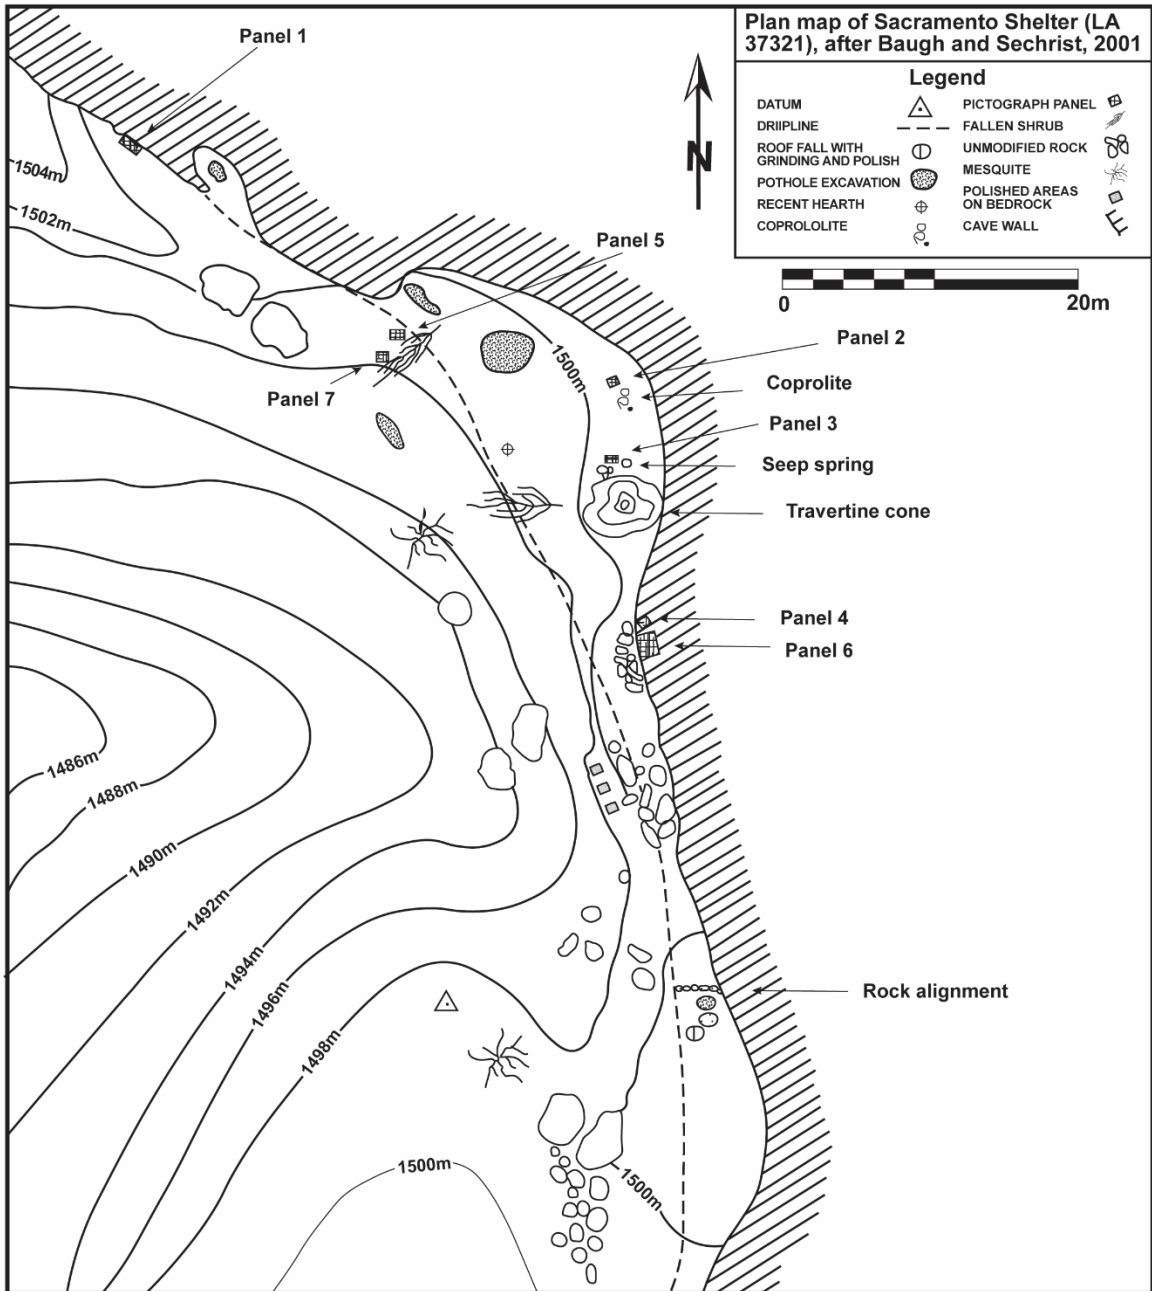 Plan map of Sacramento Shelter (LA
37321), after Baugh and Sechrist, 2001
Legend
DATUM
DRIIPLINE
ROOF FALL WITH
GRINDING AND POLISH
POTHOLE EXCAVATION
RECENT HEARTH
COPROLOLITE
PICTOGRAPH PANEL
FALLEN SHRUB
UNMODIFIED ROCK
MESQUITE
POLISHED AREAS
ON BEDROCK
CAVE WALL
N
0
20m
Panel 1
1504m
1502m
Panel 5
1500m
Panel 2
Coprolite
Panel 7
Panel 3
Seep spring
Travertine cone
Panel 4
Panel 6
1486m
1488m
1490m
1492m
1494m
1496m
1498m
Rock alignment
1500m
1500m